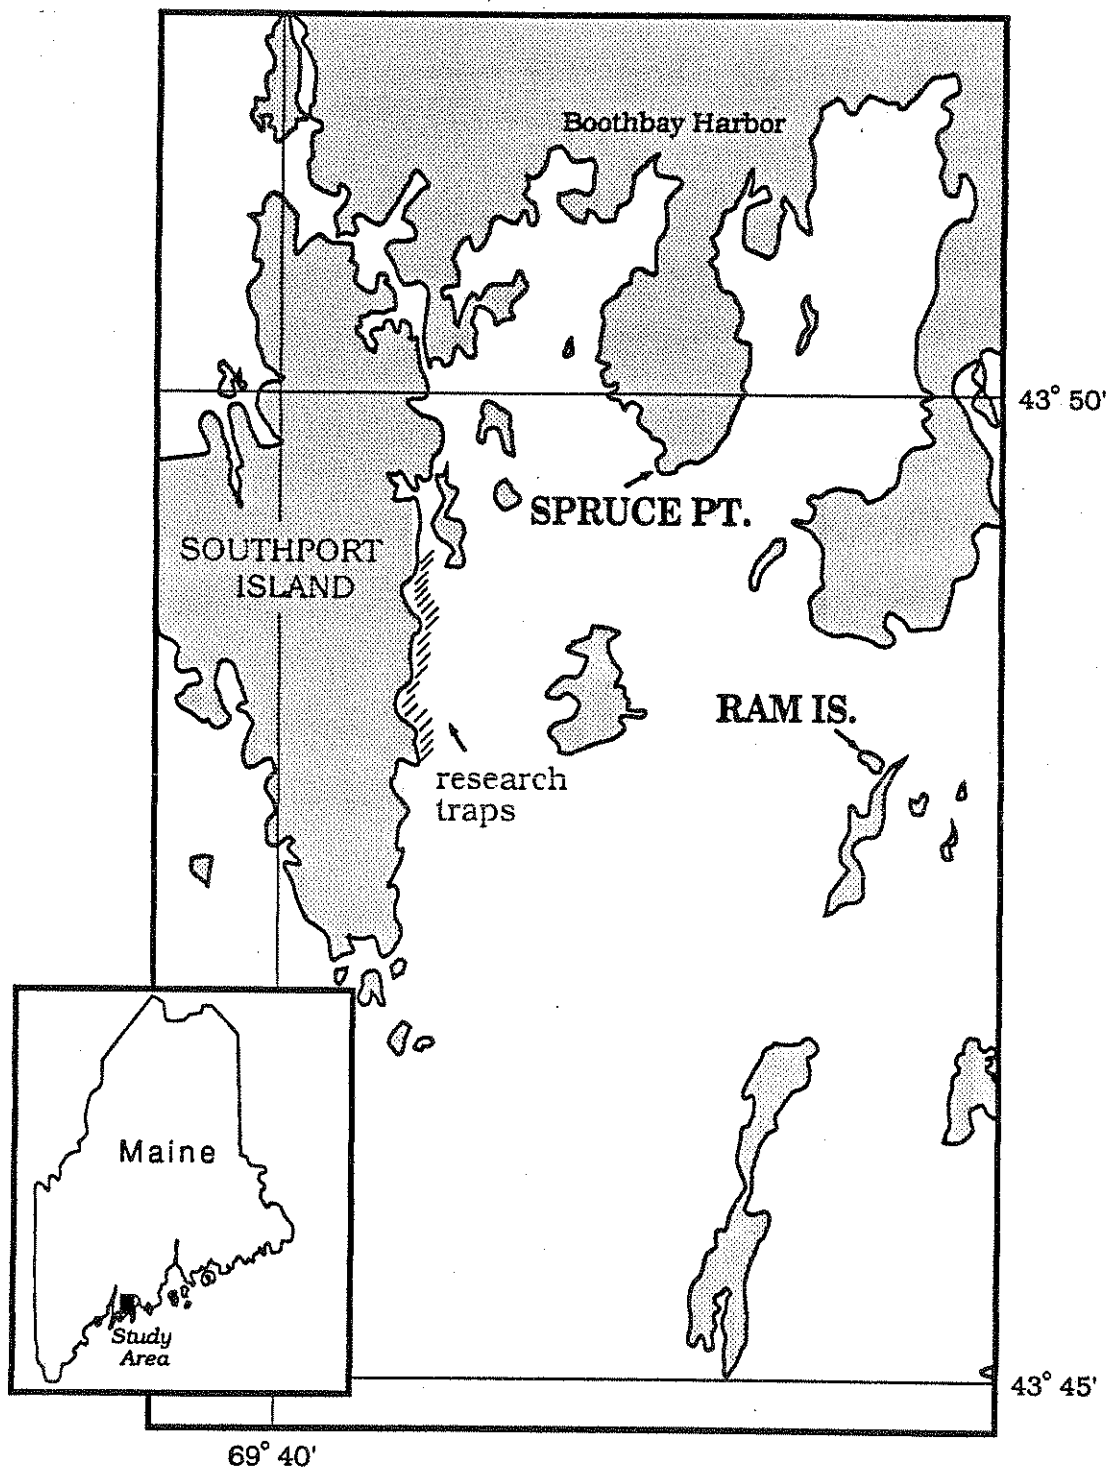 Boothbay Harbor
43° 50'
SPRUCE PT.
SOUTHPORT
ISLAND
RAM IS.
research
traps
Maine
Study
Area
43° 45'
69° 40'